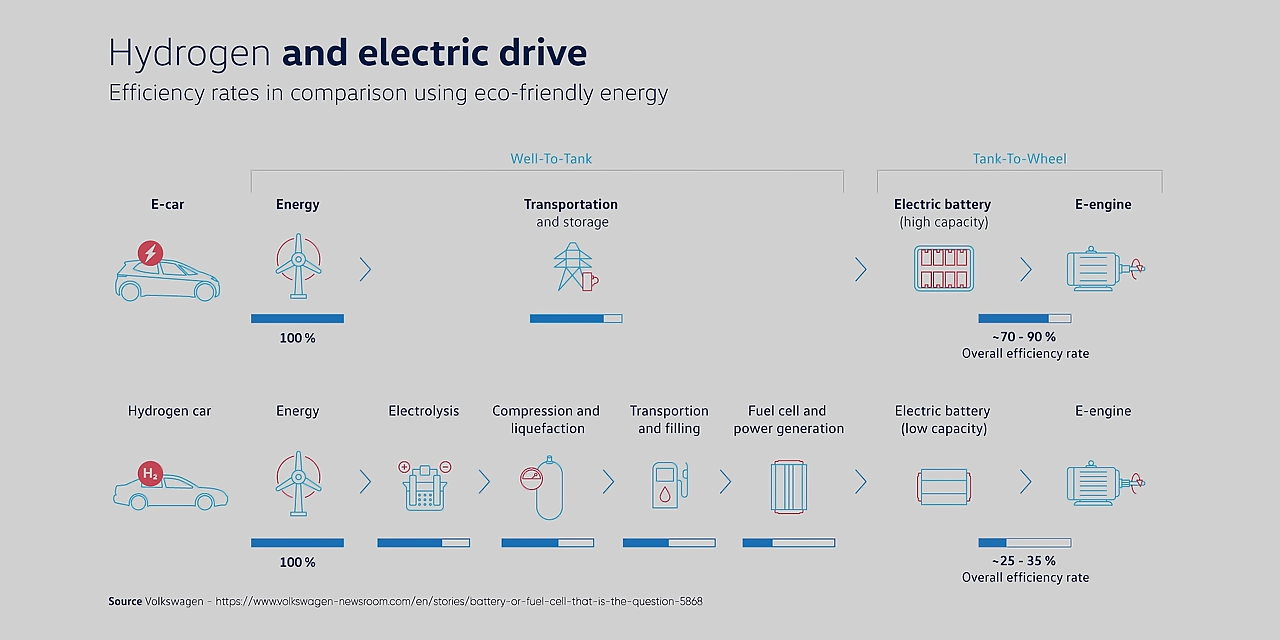 Hydrogen and electric drive
Efficiency rates in comparison using eco-friendly energy
Well-To-Tank
Tank-To-Wheel
E-car
Energy
Transportation
and storage
Electric battery
(high capacity)
E-engine
100 %
~70 - 90 %
Overall efficiency rate
Hydrogen car
Energy
Electrolysis
Compression and
liquefaction
Transportion
and filling
Fuel cell and
power generation
Electric battery
(low capacity)
E-engine
H₂
+
-
100 %
~25 - 35 %
Overall efficiency rate
Source Volkswagen - https://www.volkswagen-newsroom.com/en/stories/battery-or-fuel-cell-that-is-the-question-5868